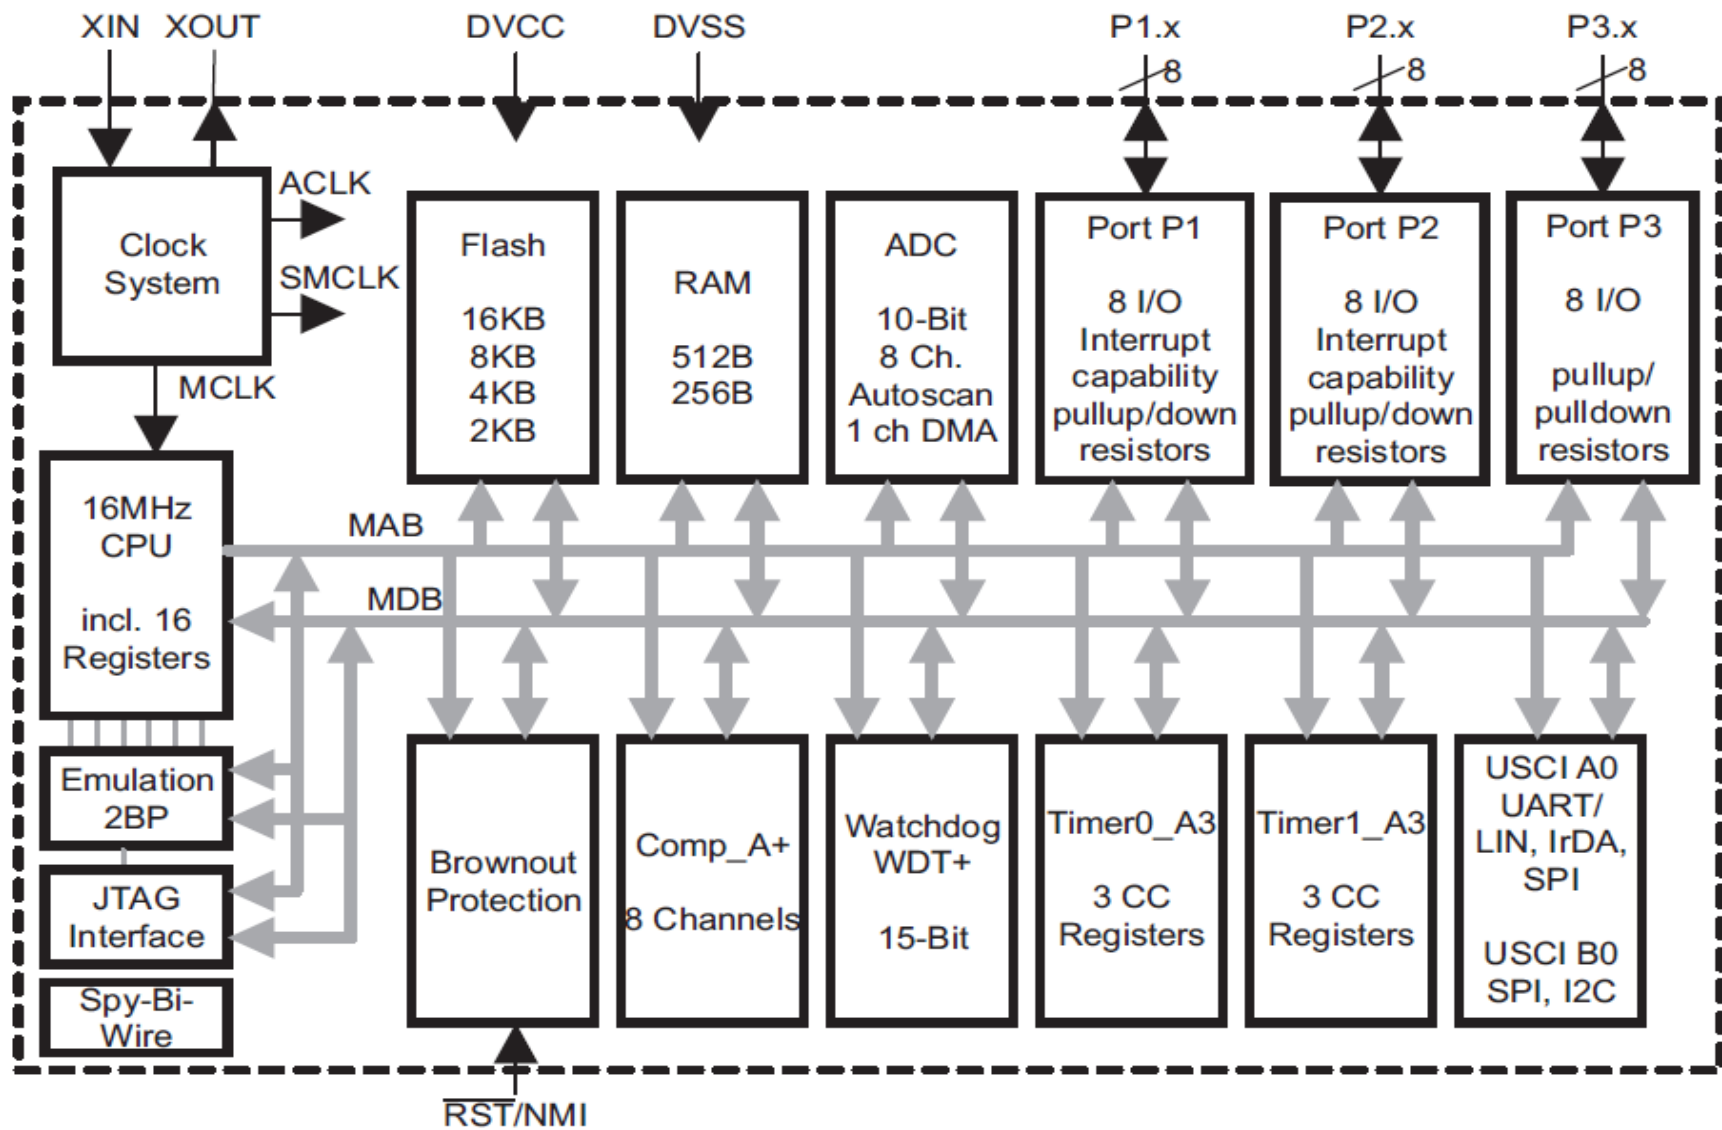 XIN XOUT DVCC DVSS P1.x P2.x P3.x
8 8 8
Clock
System
ACLK
SMCLK
MCLK
Flash
16KB
8KB
4KB
2KB
RAM
512B
256B
ADC
10-Bit
8 Ch.
Autoscan
1 ch DMA
Port P1
8 I/O
Interrupt
capability
pullup/down
resistors
Port P2
8 I/O
Interrupt
capability
pullup/down
resistors
Port P3
8 I/O
pullup/
pulldown
resistors
16MHz
CPU
incl. 16
Registers
MAB
MDB
Emulation
2BP
JTAG
Interface
Spy-Bi-
Wire
Brownout
Protection
Comp_A+
8 Channels
Watchdog
WDT+
15-Bit
Timer0_A3
3 CC
Registers
Timer1_A3
3 CC
Registers
USCI A0
UART/
LIN, IrDA,
SPI
USCI B0
SPI, I2C
RST/NMI